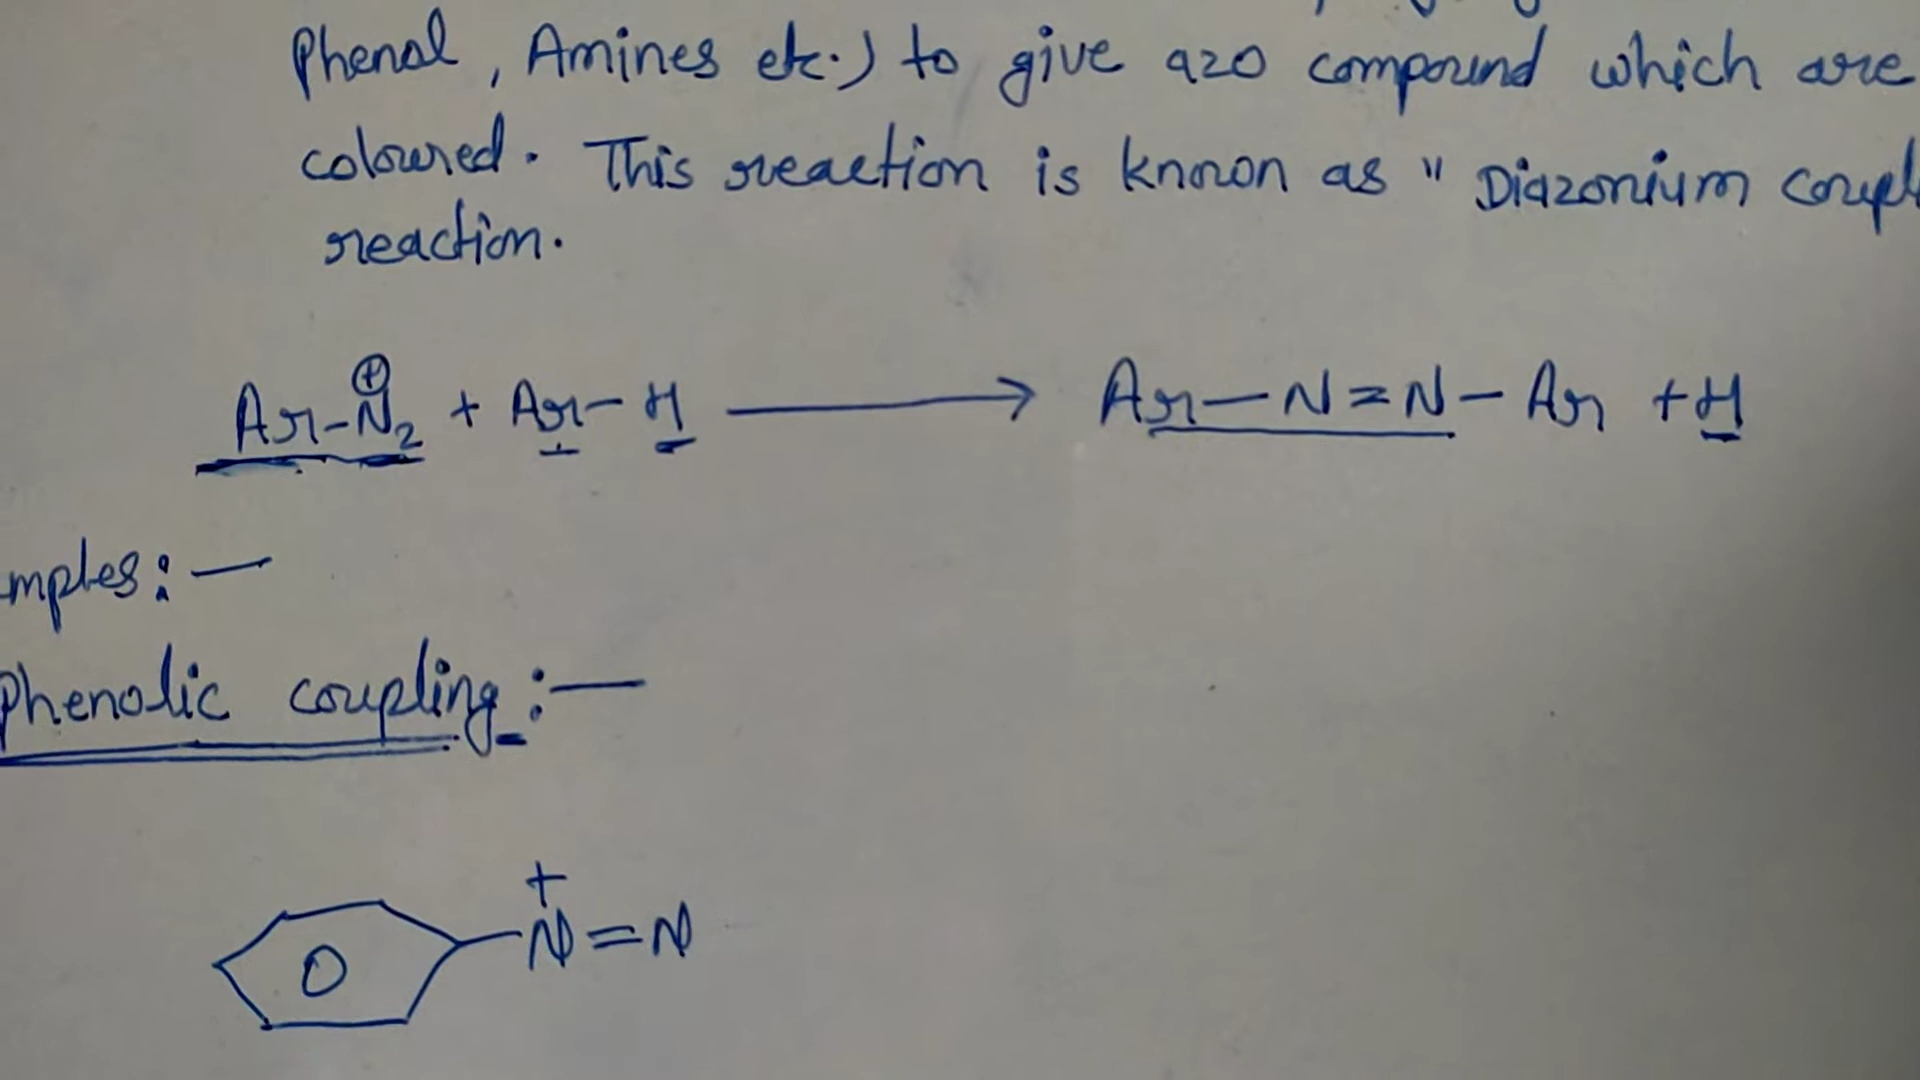 Phenol, Amines etc.) to give azo compound which are
coloured. This reaction is known as " Diazonium coupl
reaction.
Ar-N₂⊕ + Ar-H ⟶ Ar-N=N-Ar + H
mples:-
Phenolic coupling:-
N⁺=N